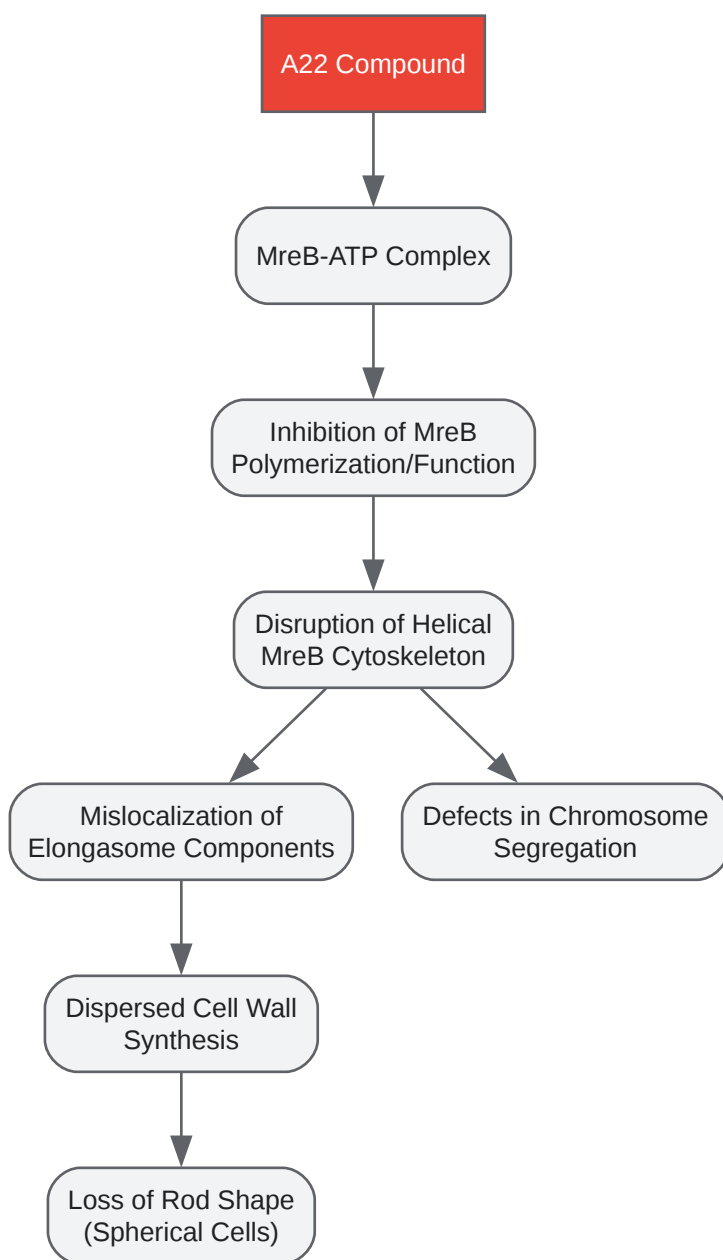 A22 Compound
MreB-ATP Complex
Inhibition of MreB
Polymerization/Function
Disruption of Helical
MreB Cytoskeleton
Mislocalization of
Elongasome Components
Defects in Chromosome
Segregation
Dispersed Cell Wall
Synthesis
Loss of Rod Shape
(Spherical Cells)